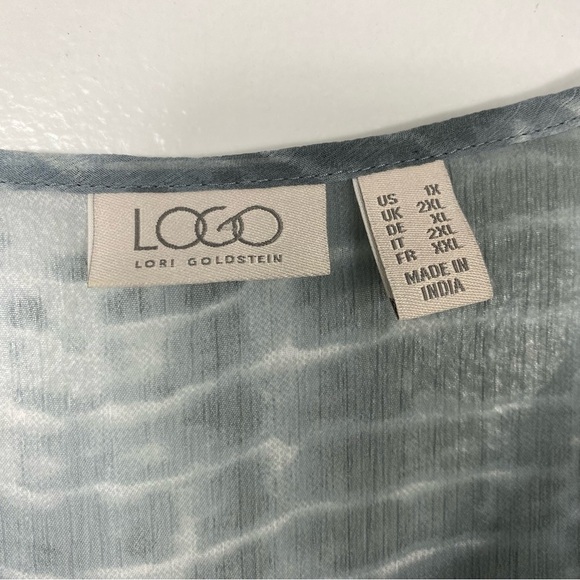 LOGO
LORI GOLDSTEIN
US 1X
UK 2XL
DE XL
IT 2XL
FR XXL
MADE IN
INDIA